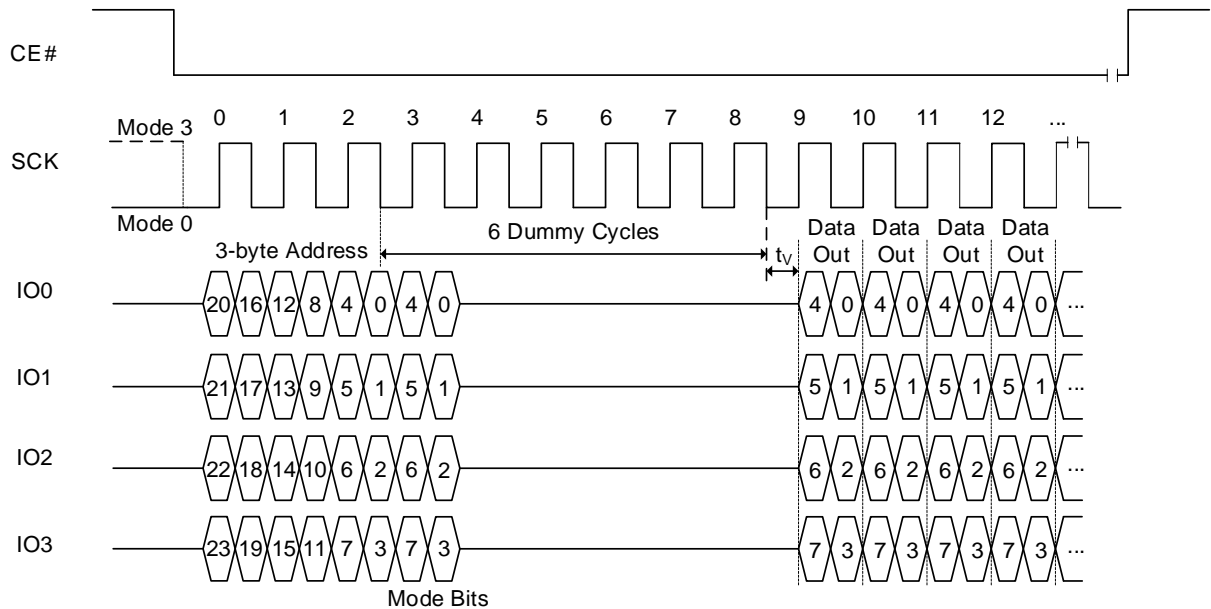 CE#
0 1 2 3 4 5 6 7 8 9 10 11 12 ...
Mode 3
SCK
Mode 0
6 Dummy Cycles
Data Data Data Data
3-byte Address
tV
Out Out Out Out
IO0
20 16 12 8 4 0 4 0 4 0 4 0 4 0 4 0 ...
IO1
21 17 13 9 5 1 5 1 5 1 5 1 5 1 5 1 ...
IO2
22 18 14 10 6 2 6 2 6 2 6 2 6 2 6 2 ...
IO3
23 19 15 11 7 3 7 3 7 3 7 3 7 3 7 3 ...
Mode Bits